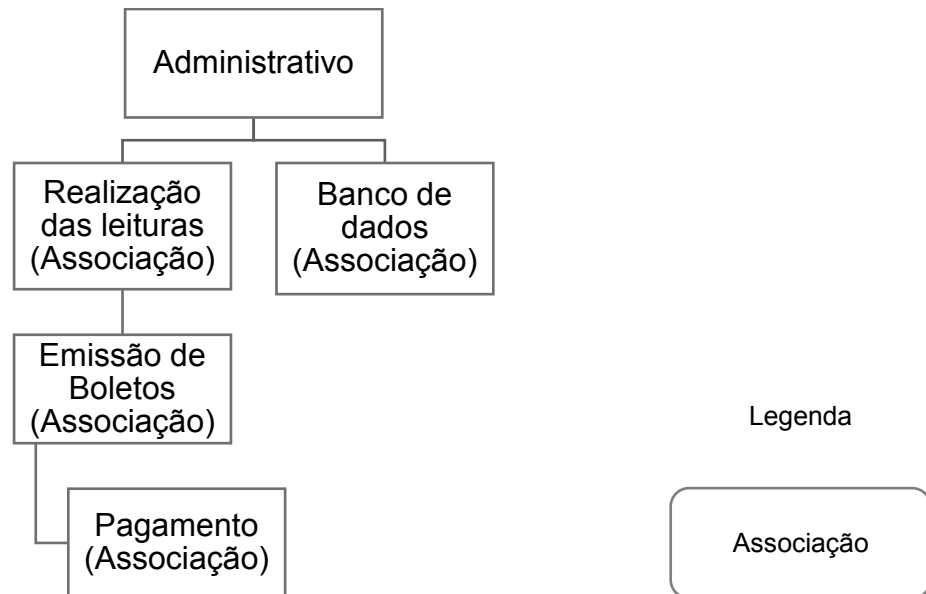 Administrativo
Realização
das leituras
(Associação)
Banco de
dados
(Associação)
Emissão de
Boletos
(Associação)
Pagamento
(Associação)
Legenda
Associação